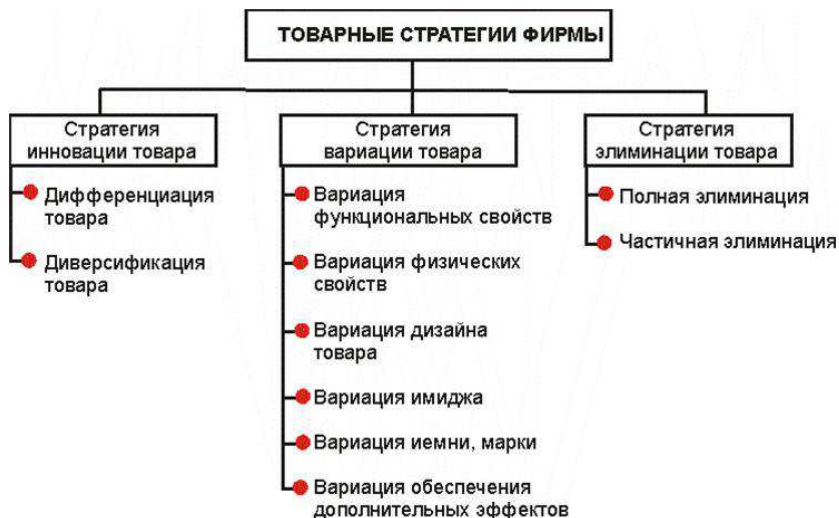 ТОВАРНЫЕ СТРАТЕГИИ ФИРМЫ
Стратегия
инновации товара
Дифференциация
товара
Диверсификация
товара
Стратегия
вариации товара
Вариация
функциональных свойств
Вариация физических
свойств
Вариация дизайна
товара
Вариация имиджа
Вариация иемни, марки
Вариация обеспечения
дополнительных эффектов
Стратегия
элиминации товара
Полная элиминация
Частичная элиминация